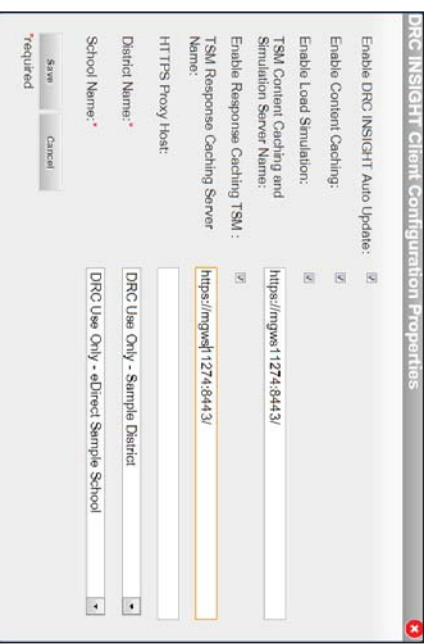 DRC INSIGHT Client Configuration Properties
Enable DRC INSIGHT Auto Update:
Enable Content Caching:
Enable Load Simulation:
TSM Content Caching and
Simulation Server Name:
https://mgws11274:8443/
Enable Response Caching TSM :
TSM Response Caching Server
Name:
https://mgws11274:8443/
HTTPS Proxy Host:
District Name:*
DRC Use Only - Sample District
School Name:*
DRC Use Only - eDirect Sample School
Save
Cancel
*required